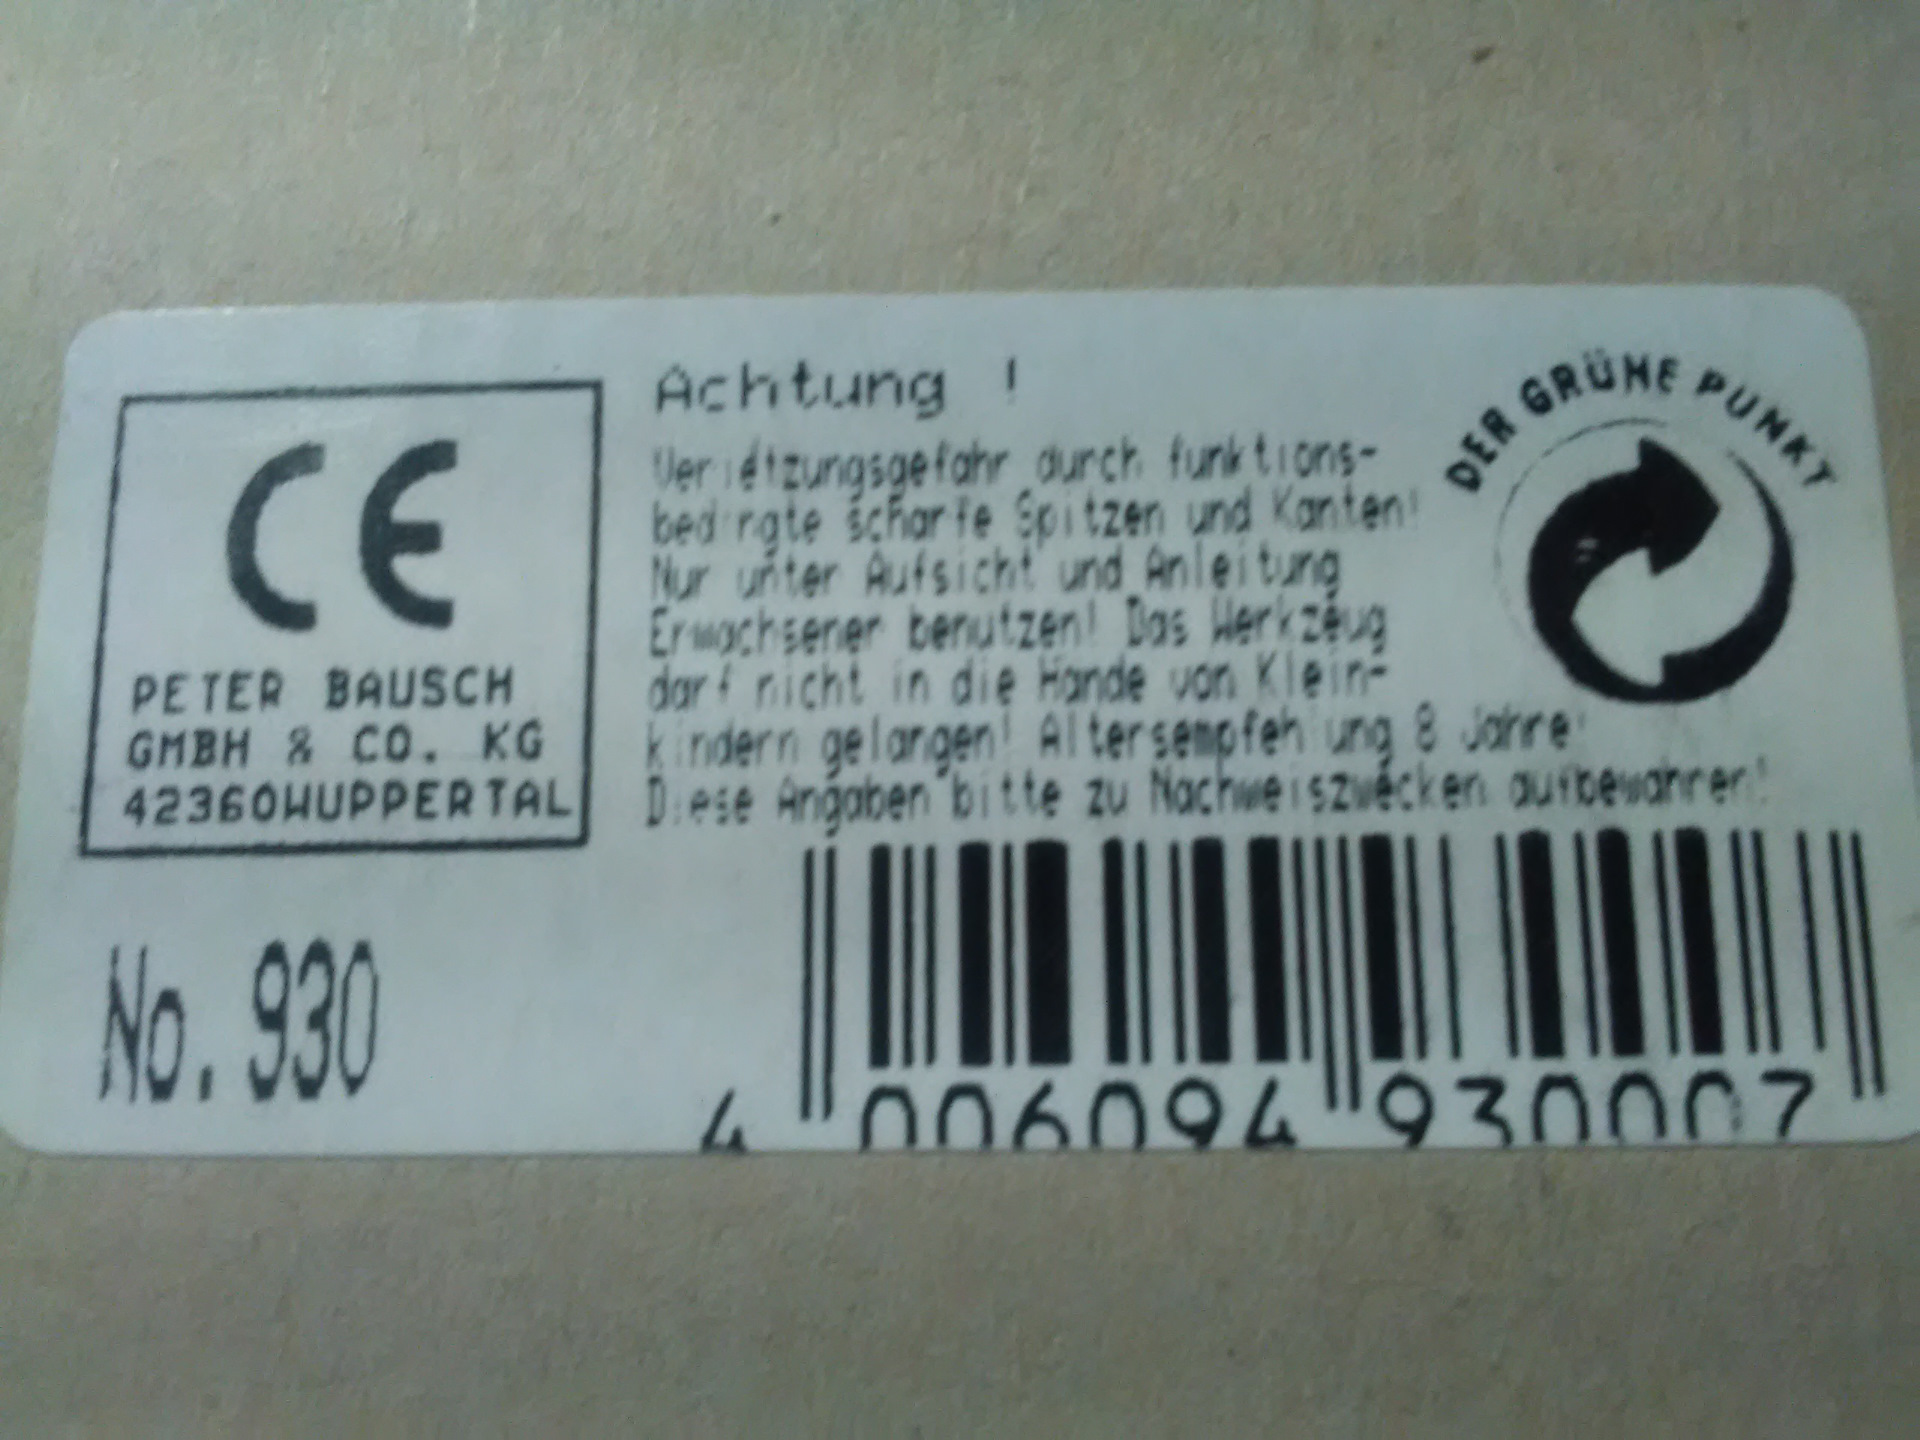 CE
PETER BAUSCH
GMBH & CO. KG
42360WUPPERTAL
No. 930
Achtung !
Verletzungsgefahr durch funktions-
bedingte scharfe Spitzen und Kanten!
Nur unter Aufsicht und Anleitung
Erwachsener benutzen! Das Werkzeug
darf nicht in die Hände von Klein-
kindern gelangen! Altersempfehlung 8 Jahre!
Diese Angaben bitte zu Nachweiszwecken aufbewahren!
DER GRÜNE PUNKT
4 006094 930007